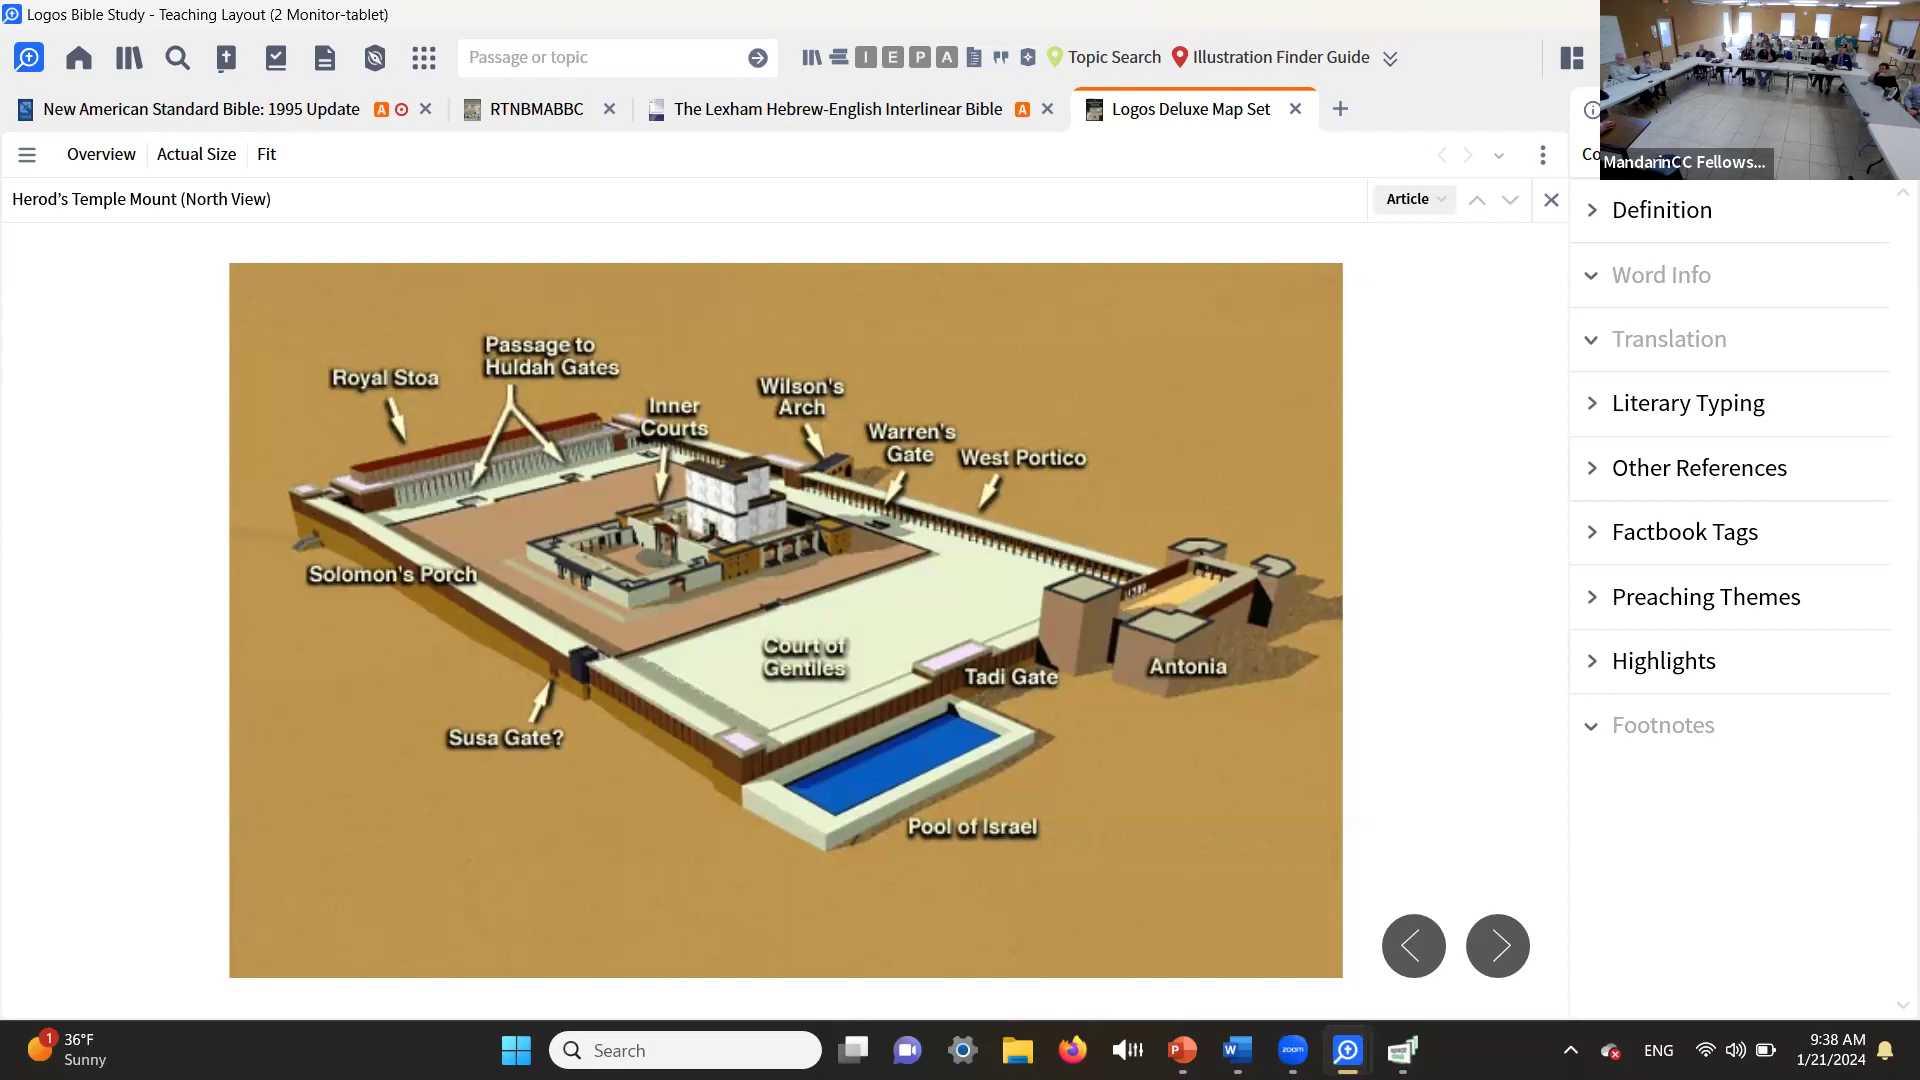 Logos Bible Study - Teaching Layout (2 Monitor-tablet)
Passage or topic
I E P A
Topic Search
Illustration Finder Guide
New American Standard Bible: 1995 Update A
RTNBMABBC
The Lexham Hebrew-English Interlinear Bible A
Logos Deluxe Map Set
Overview
Actual Size
Fit
Co
MandarinCC Fellows...
Herod’s Temple Mount (North View)
Article
Royal Stoa
Passage to
Huldah Gates
Inner
Courts
Wilson's
Arch
Warren's
Gate
West Portico
Solomon's Porch
Court of
Gentiles
Tadi Gate
Antonia
Susa Gate?
Pool of Israel
Definition
Word Info
Translation
Literary Typing
Other References
Factbook Tags
Preaching Themes
Highlights
Footnotes
1
36°F
Sunny
Search
P
W
zoom
ENG
9:38 AM
1/21/2024